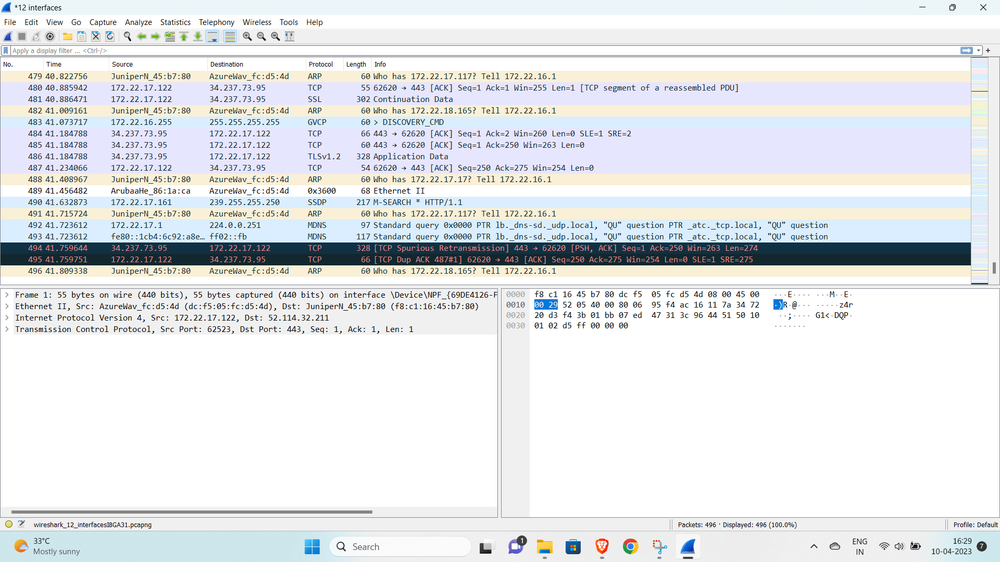 *12 interfaces
File Edit View Go Capture Analyze Statistics Telephony Wireless Tools Help
Apply a display filter ... <Ctrl-/>
No. Time Source Destination Protocol Length Info
479 40.822756 JuniperN_45:b7:80 AzureWav_fc:d5:4d ARP 60 Who has 172.22.17.117? Tell 172.22.16.1
480 40.885942 172.22.17.122 34.237.73.95 TCP 55 62620 → 443 [ACK] Seq=1 Ack=1 Win=255 Len=1 [TCP segment of a reassembled PDU]
481 40.886471 172.22.17.122 34.237.73.95 SSL 302 Continuation Data
482 41.009161 JuniperN_45:b7:80 AzureWav_fc:d5:4d ARP 60 Who has 172.22.18.165? Tell 172.22.16.1
483 41.073717 172.22.16.255 255.255.255.255 GVCP 60 > DISCOVERY_CMD
484 41.184788 34.237.73.95 172.22.17.122 TCP 66 443 → 62620 [ACK] Seq=1 Ack=2 Win=260 Len=0 SLE=1 SRE=2
485 41.184788 34.237.73.95 172.22.17.122 TCP 60 443 → 62620 [ACK] Seq=1 Ack=250 Win=263 Len=0
486 41.184788 34.237.73.95 172.22.17.122 TLSv1.2 328 Application Data
487 41.234066 172.22.17.122 34.237.73.95 TCP 54 62620 → 443 [ACK] Seq=250 Ack=275 Win=254 Len=0
488 41.408967 JuniperN_45:b7:80 AzureWav_fc:d5:4d ARP 60 Who has 172.22.17.17? Tell 172.22.16.1
489 41.456482 ArubaaHe_86:1a:ca AzureWav_fc:d5:4d 0x3600 68 Ethernet II
490 41.632873 172.22.17.161 239.255.255.250 SSDP 217 M-SEARCH * HTTP/1.1
491 41.715724 JuniperN_45:b7:80 AzureWav_fc:d5:4d ARP 60 Who has 172.22.17.117? Tell 172.22.16.1
492 41.723612 172.22.17.1 224.0.0.251 MDNS 97 Standard query 0x0000 PTR lb._dns-sd._udp.local, "QU" question PTR _atc._tcp.local, "QU" question
493 41.723612 fe80::1cb4:6c92:a8e… ff02::fb MDNS 117 Standard query 0x0000 PTR lb._dns-sd._udp.local, "QU" question PTR _atc._tcp.local, "QU" question
494 41.759644 34.237.73.95 172.22.17.122 TCP 328 [TCP Spurious Retransmission] 443 → 62620 [PSH, ACK] Seq=1 Ack=250 Win=263 Len=274
495 41.759751 172.22.17.122 34.237.73.95 TCP 66 [TCP Dup ACK 487#1] 62620 → 443 [ACK] Seq=250 Ack=275 Win=254 Len=0 SLE=1 SRE=275
496 41.809338 JuniperN_45:b7:80 AzureWav_fc:d5:4d ARP 60 Who has 172.22.18.165? Tell 172.22.16.1
Frame 1: 55 bytes on wire (440 bits), 55 bytes captured (440 bits) on interface \Device\NPF_{69DE4126-F
Ethernet II, Src: AzureWav_fc:d5:4d (dc:f5:05:fc:d5:4d), Dst: JuniperN_45:b7:80 (f8:c1:16:45:b7:80)
Internet Protocol Version 4, Src: 172.22.17.122, Dst: 52.114.32.211
Transmission Control Protocol, Src Port: 62523, Dst Port: 443, Seq: 1, Ack: 1, Len: 1
0000 f8 c1 16 45 b7 80 dc f5 05 fc d5 4d 08 00 45 00 ···E···· ···M··E·
0010 00 29 52 05 40 00 80 06 95 f4 ac 16 11 7a 34 72 ·)R·@··· ·····z4r
0020 20 d3 f4 3b 01 bb 07 ed 47 31 3c 96 44 51 50 10 ··;···· G1<·DQP·
0030 01 02 d5 ff 00 00 00 ·······
wireshark_12_interfacesI8GA31.pcapng Packets: 496 · Displayed: 496 (100.0%) Profile: Default
33°C
Mostly sunny
Search
1
ENG
IN
16:29
10-04-2023
7